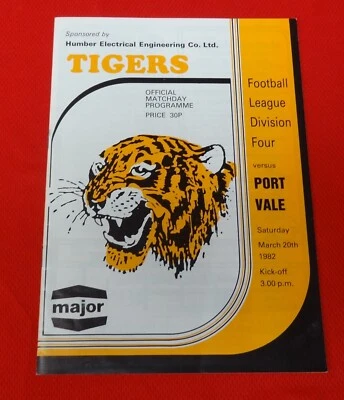 Sponsored by
Humber Electrical Engineering Co. Ltd.
TIGERS
OFFICIAL
MATCHDAY
PROGRAMME
PRICE 30P
Football
League
Division
Four
versus
PORT
VALE
Saturday
March 20th
1982
Kick-off
3.00 p.m.
major